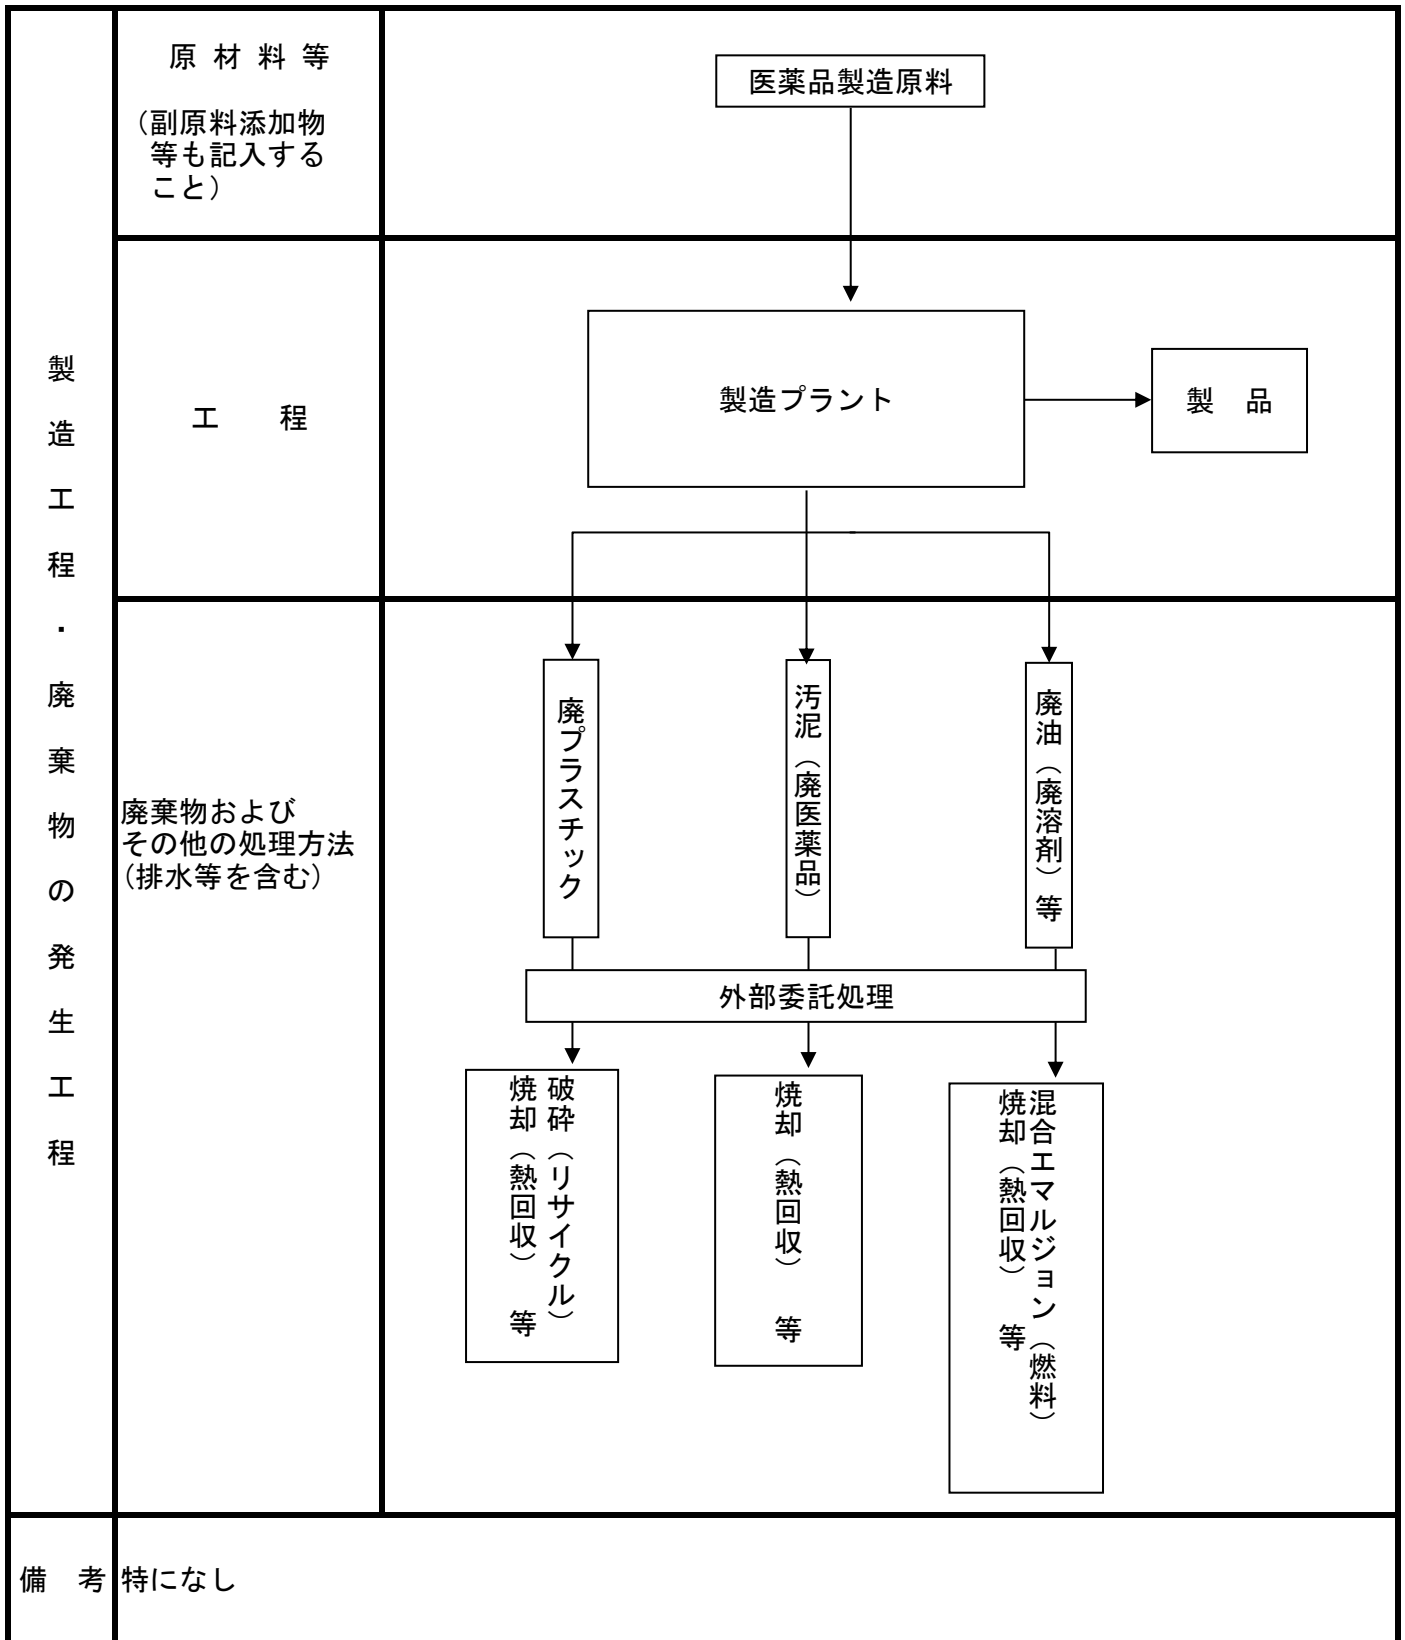 製造工程・廃棄物の発生工程
原 材 料 等
（副原料添加物
等も記入する
こと）
医薬品製造原料
工　　程
製造プラント
製　品
廃棄物および
その他の処理方法
（排水等を含む）
廃プラスチック
汚泥（廃医薬品）
廃油（廃溶剤）等
外部委託処理
破砕（リサイクル）
焼却（熱回収）　等
焼却（熱回収）　等
混合エマルジョン（燃料）
焼却（熱回収）　等
備　考
特になし